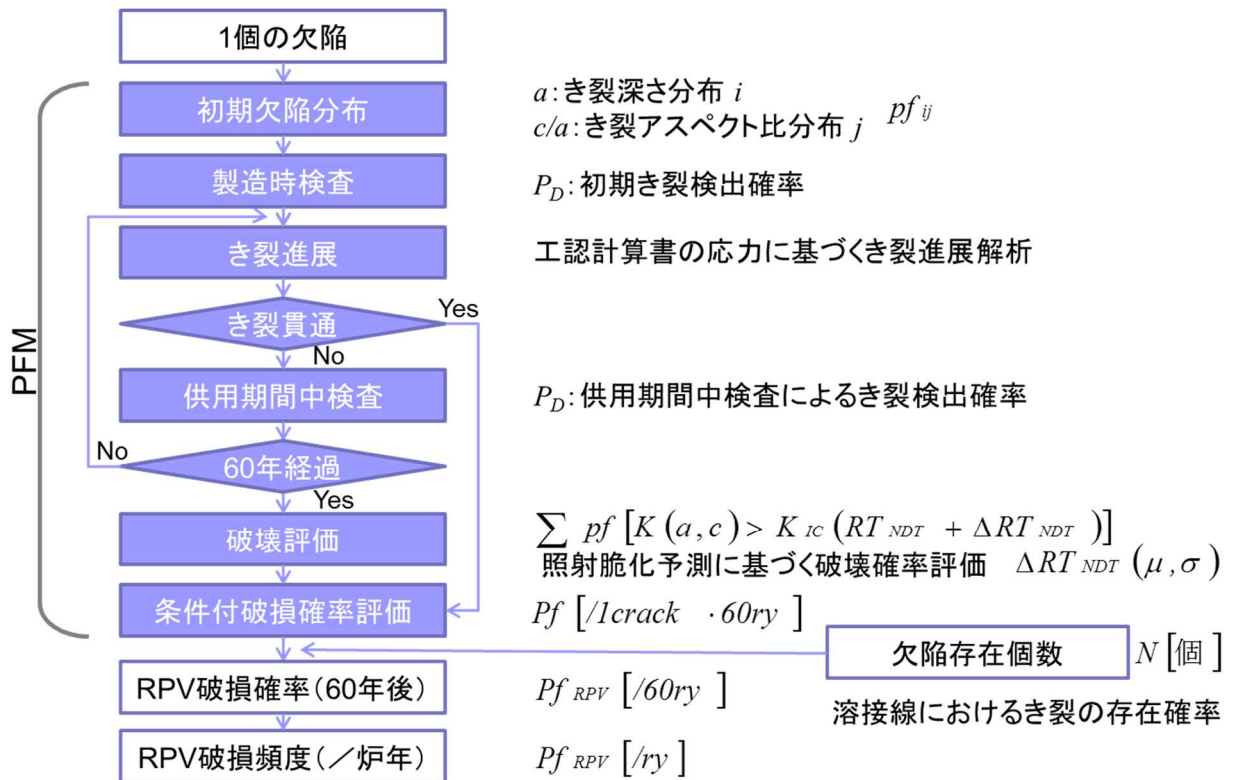 1個の欠陥
PFM
初期欠陥分布
a:き裂深さ分布 i
c/a:き裂アスペクト比分布 j
pf ij
製造時検査
P_D:初期き裂検出確率
き裂進展
工認計算書の応力に基づくき裂進展解析
き裂貫通
Yes
No
供用期間中検査
P_D:供用期間中検査によるき裂検出確率
60年経過
No
Yes
破壊評価
∑ pf [K (a, c) > K IC (RT NDT + ΔRT NDT )]
照射脆化予測に基づく破壊確率評価 ΔRT NDT (μ, σ)
条件付破損確率評価
Pf [/1crack ・60ry ]
欠陥存在個数
N [個 ]
RPV破損確率(60年後)
Pf RPV [/60ry ]
溶接線におけるき裂の存在確率
RPV破損頻度(/炉年)
Pf RPV [/ry ]